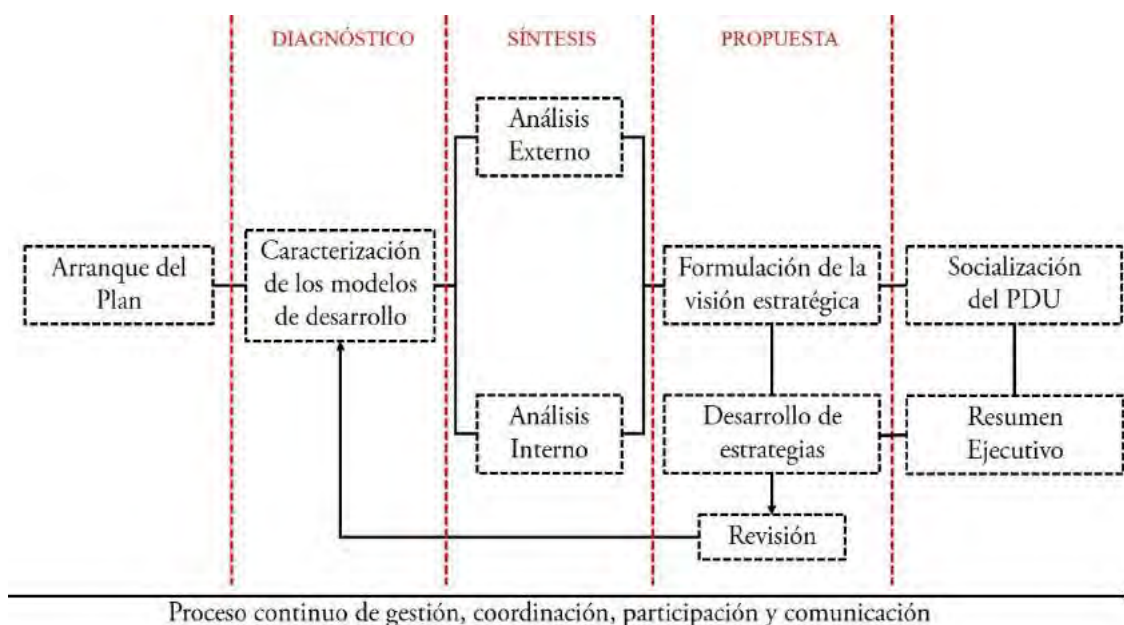 DIAGNÓSTICO
SÍNTESIS
PROPUESTA
Análisis
Externo
Arranque del
Plan
Caracterización
de los modelos
de desarrollo
Formulación de la
visión estratégica
Socialización
del PDU
Análisis
Interno
Desarrollo de
estrategias
Resumen
Ejecutivo
Revisión
Proceso continuo de gestión, coordinación, participación y comunicación